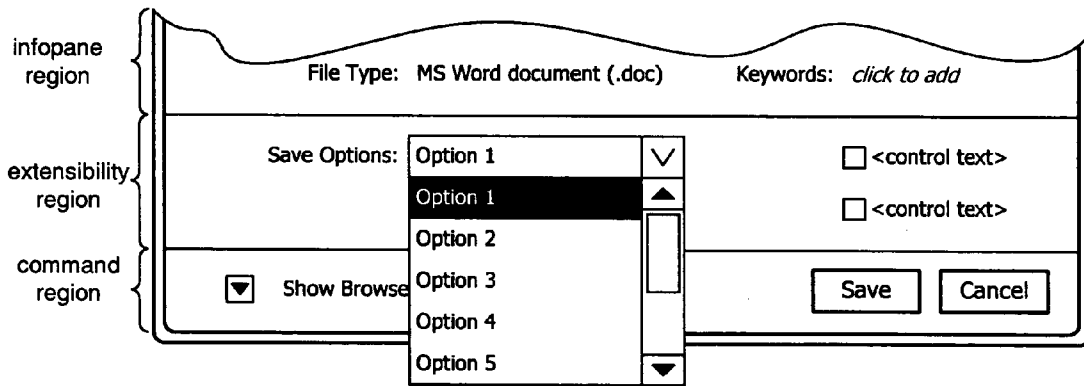 infopane
region
File Type: MS Word document (.doc) Keywords: click to add
extensibility
region
Save Options: Option 1
<control text>
Option 1
<control text>
Option 2
command
region
Show Browse
Option 3
Save Cancel
Option 4
Option 5